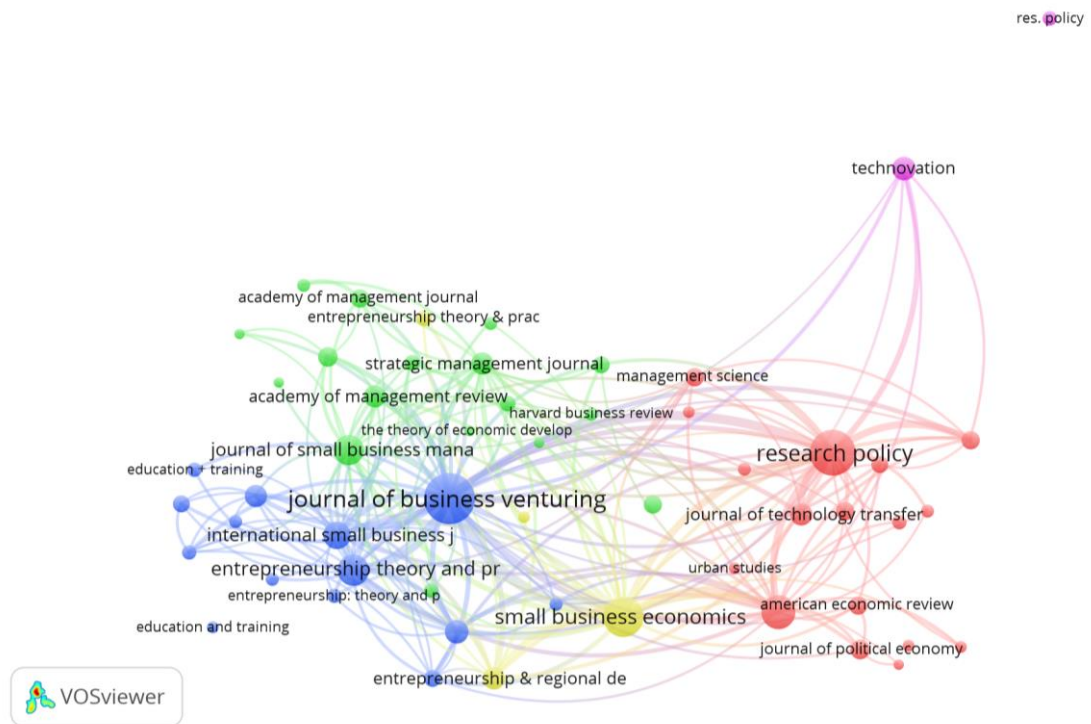 res. policy
technovation
academy of management journal
entrepreneurship theory & prac
strategic management journal
management science
academy of management review
harvard business review
the theory of economic develop
journal of small business mana
research policy
education + training
journal of business venturing
journal of technology transfer
international small business j
entrepreneurship theory and pr
urban studies
entrepreneurship: theory and p
american economic review
small business economics
education and training
journal of political economy
entrepreneurship & regional de
VOSviewer